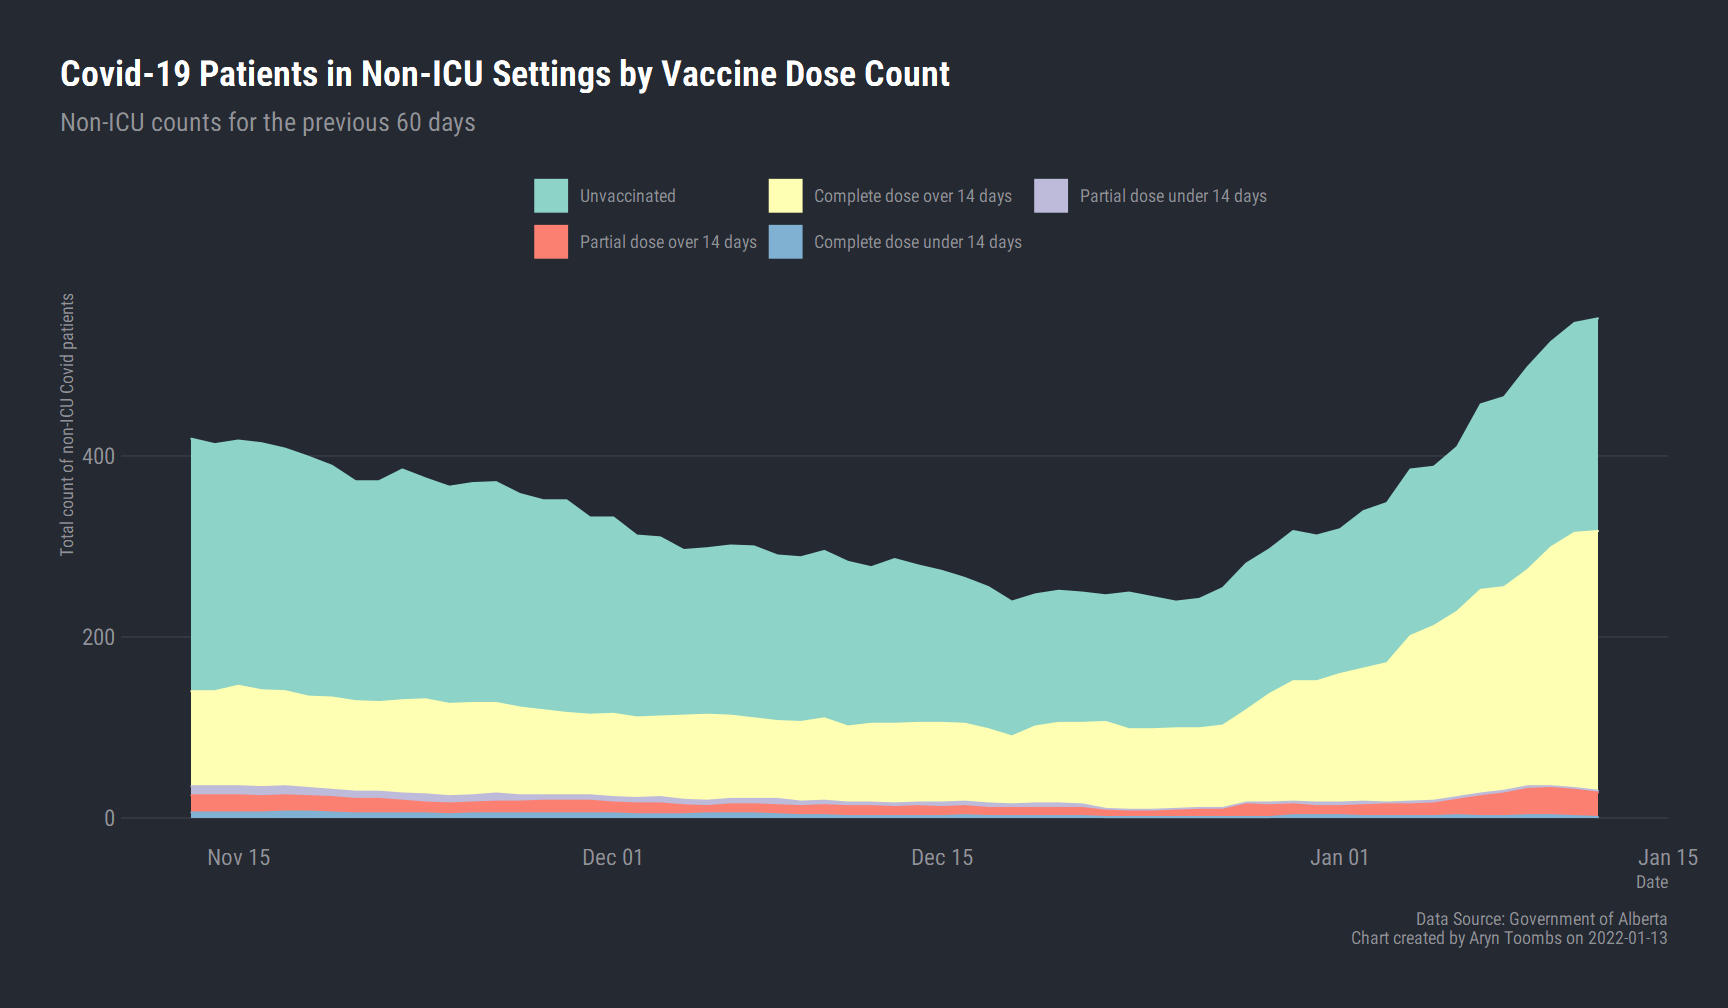 Covid-19 Patients in Non-ICU Settings by Vaccine Dose Count
Non-ICU counts for the previous 60 days
Unvaccinated
Complete dose over 14 days
Partial dose under 14 days
Partial dose over 14 days
Complete dose under 14 days
Total count of non-ICU Covid patients
400
200
0
Nov 15
Dec 01
Dec 15
Jan 01
Jan 15
Date
Data Source: Government of Alberta
Chart created by Aryn Toombs on 2022-01-13